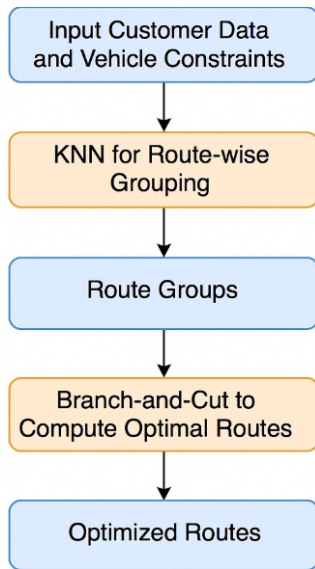 Input Customer Data
and Vehicle Constraints
KNN for Route-wise
Grouping
Route Groups
Branch-and-Cut to
Compute Optimal Routes
Optimized Routes